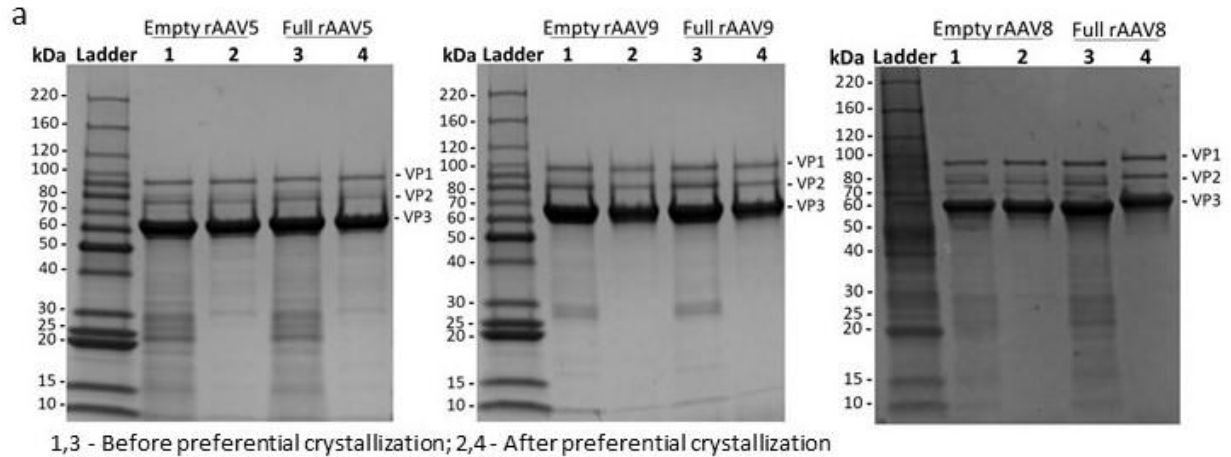 a
Empty rAAV5 Full rAAV5
kDa Ladder 1 2 3 4
220 -
160 -
120 -
100 -
80 -
70 -
60 -
50 -
40 -
30 -
25 -
20 -
15 -
10 -
- VP1
- VP2
- VP3
Empty rAAV9 Full rAAV9
kDa Ladder 1 2 3 4
220 -
160 -
120 -
100 -
80 -
70 -
60 -
50 -
40 -
30 -
25 -
20 -
15 -
10 -
- VP1
- VP2
- VP3
Empty rAAV8 Full rAAV8
kDa Ladder 1 2 3 4
220 -
160 -
120 -
100 -
80 -
70 -
60 -
50 -
40 -
30 -
25 -
20 -
15 -
10 -
- VP1
- VP2
- VP3
1,3 - Before preferential crystallization; 2,4 - After preferential crystallization